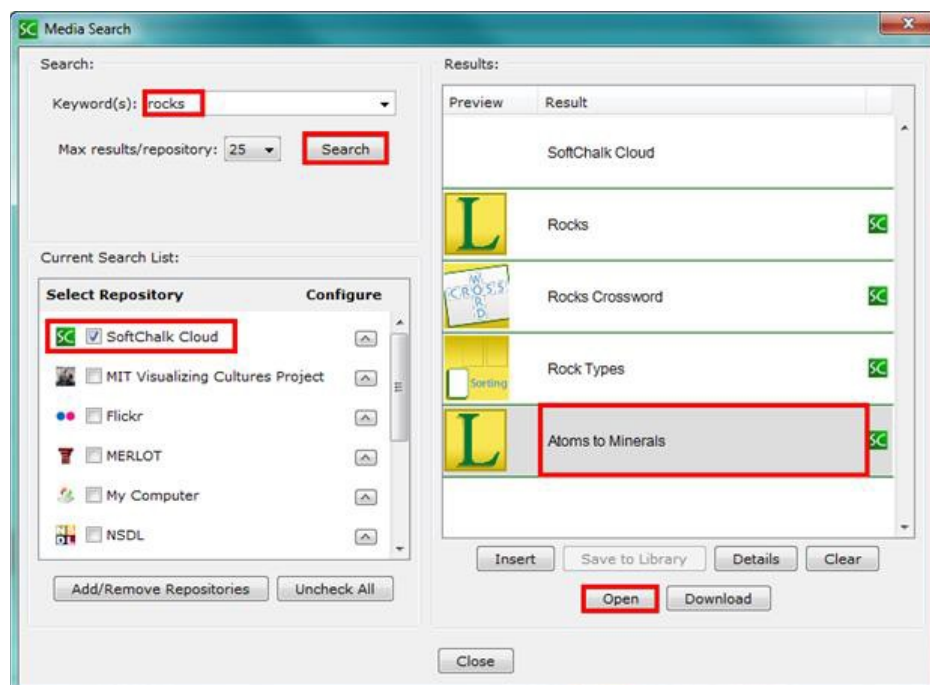 SC Media Search
Search:
Keyword(s): rocks
Max results/repository: 25 Search
Current Search List:
Select Repository Configure
SC SoftChalk Cloud
MIT Visualizing Cultures Project
Flickr
MERLOT
My Computer
NSDL
Add/Remove Repositories Uncheck All
Results:
Preview Result
SoftChalk Cloud
L Rocks SC
CROSS WORD Rocks Crossword SC
Sorting Rock Types SC
L Atoms to Minerals SC
Insert Save to Library Details Clear
Open Download
Close